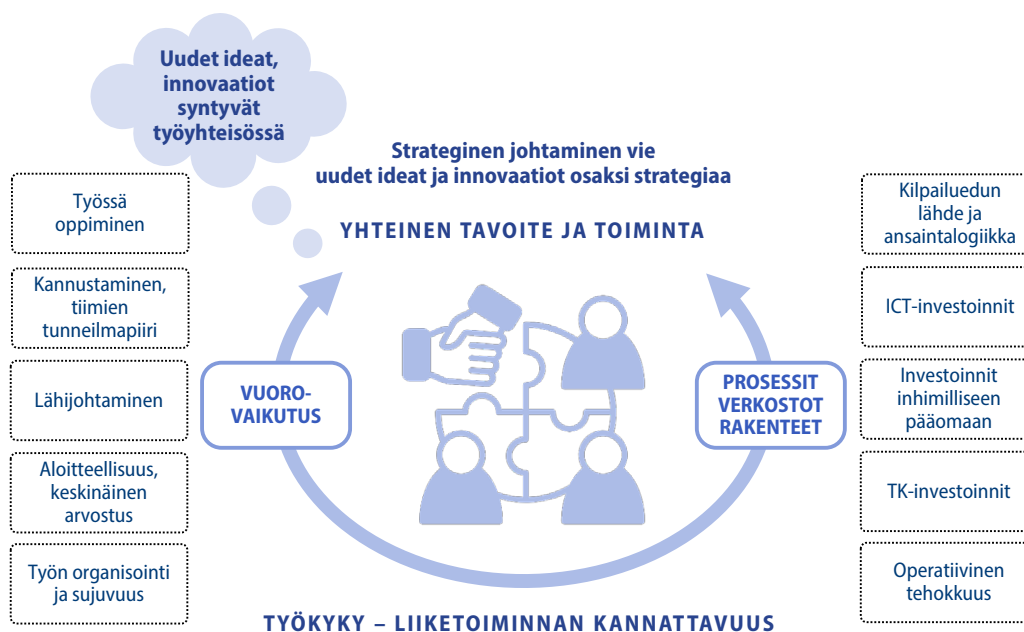 Uudet ideat,
innovaatiot
syntyvät
työyhteisössä
Strateginen johtaminen vie
uudet ideat ja innovaatiot osaksi strategiaa
YHTEINEN TAVOITE JA TOIMINTA
Työssä
oppiminen
Kannustaminen,
tiimien
tunneilmapiiri
Lähijohtaminen
Aloitteellisuus,
keskinäinen
arvostus
Työn organisointi
ja sujuvuus
VUORO-
VAIKUTUS
PROSESSIT
VERKOSTOT
RAKENTEET
Kilpailuedun
lähde ja
ansaintalogiikka
ICT-investoinnit
Investoinnit
inhimilliseen
pääomaan
TK-investoinnit
Operatiivinen
tehokkuus
TYÖKYKY – LIIKETOIMINNAN KANNATTAVUUS